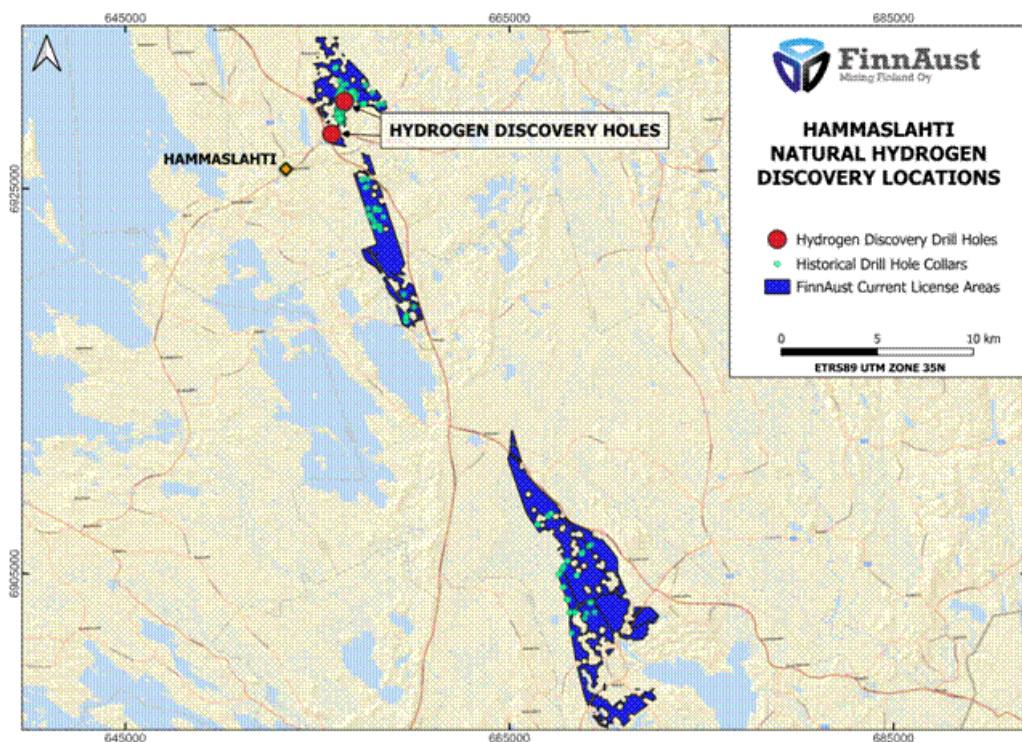 645000
665000
685000
FinnAust
Mining Finland Oy
HAMMASLAHTI
NATURAL HYDROGEN
DISCOVERY LOCATIONS
Hydrogen Discovery Drill Holes
Historical Drill Hole Collars
FinnAust Current License Areas
0 5 10 km
ETRS89 UTM ZONE 35N
HYDROGEN DISCOVERY HOLES
HAMMASLAHTI
6925000
6905000
645000
665000
685000